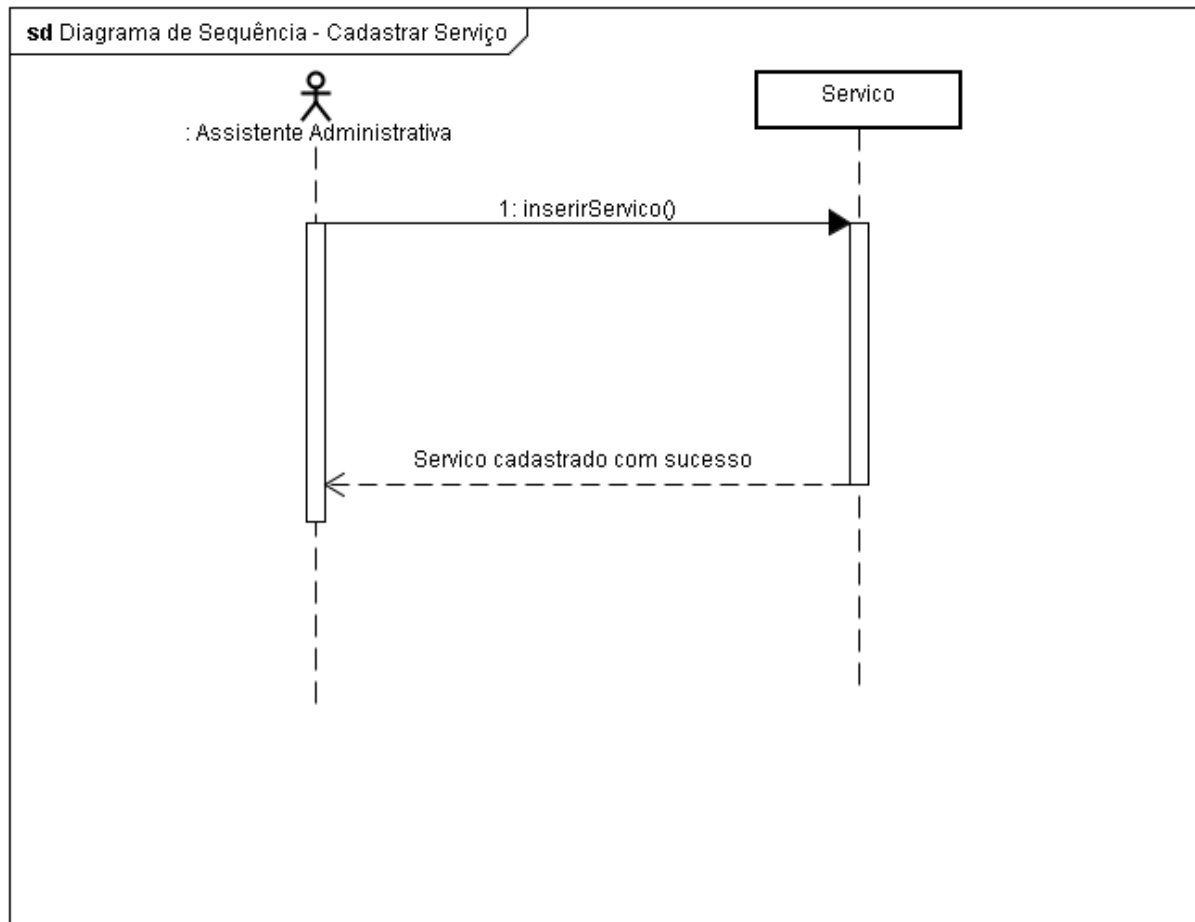 sd Diagrama de Sequência - Cadastrar Serviço
: Assistente Administrativa
Servico
1: inserirServico()
Servico cadastrado com sucesso